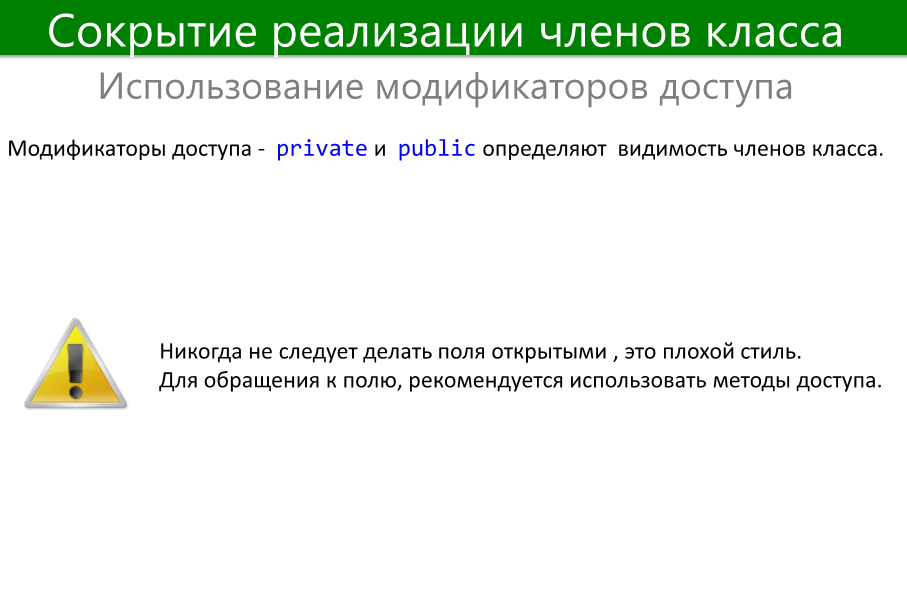 Сокрытие реализации членов класса
Использование модификаторов доступа
Модификаторы доступа - private и public определяют видимость членов класса.
Никогда не следует делать поля открытыми , это плохой стиль.
Для обращения к полю, рекомендуется использовать методы доступа.